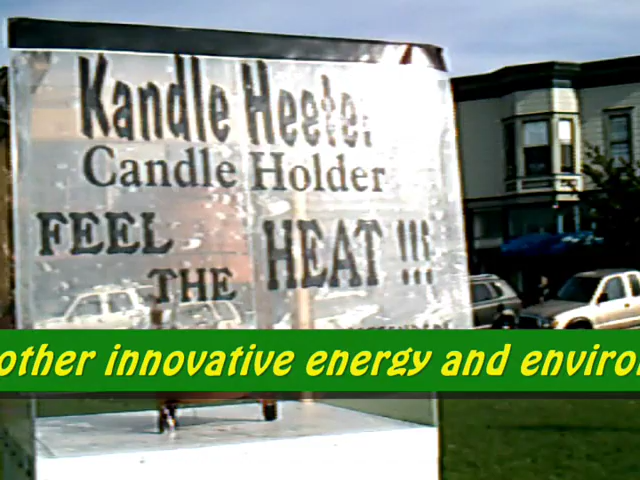 Kandle Heeter
Candle Holder
FEEL
THE
HEAT !!!
other innovative energy and enviro